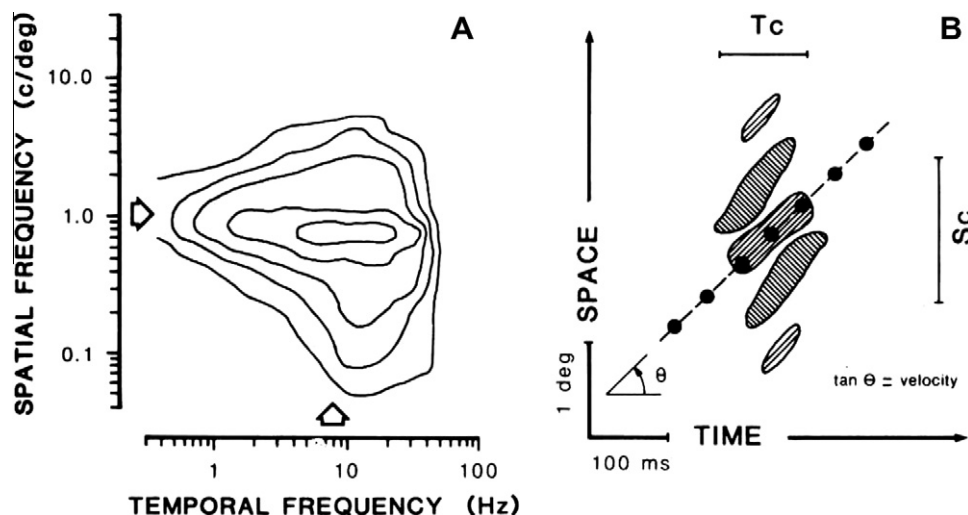 A
SPATIAL FREQUENCY (c/deg)
10.0
1.0
0.1
1
10
100
TEMPORAL FREQUENCY (Hz)
B
Tc
Sc
SPACE
1 deg
θ
tan θ = velocity
TIME
100 ms